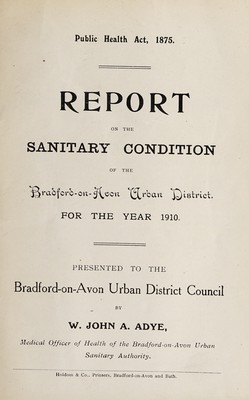 Public Health Act, 1875.
REPORT
ON THE
SANITARY CONDITION
OF THE
Bradford-on-Avon Urban District.
FOR THE YEAR 1910.
PRESENTED TO THE
Bradford-on-Avon Urban District Council
BY
W. JOHN A. ADYE,
Medical Officer of Health of the Bradford-on-Avon Urban
Sanitary Authority.
Holdom & Co., Printers, Bradford-on-Avon and Bath.